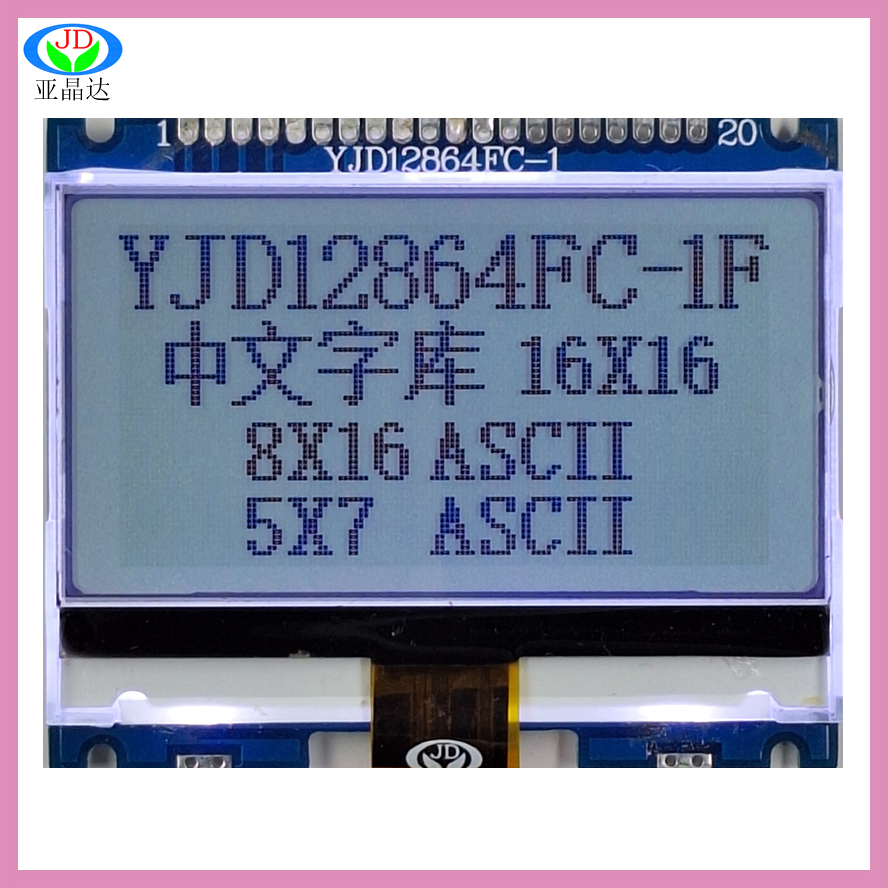 JD
亚晶达
1 20
YJD12864FC-1
YJD12864FC-1F
中文字库 16X16
8X16 ASCII
5X7 ASCII
JD